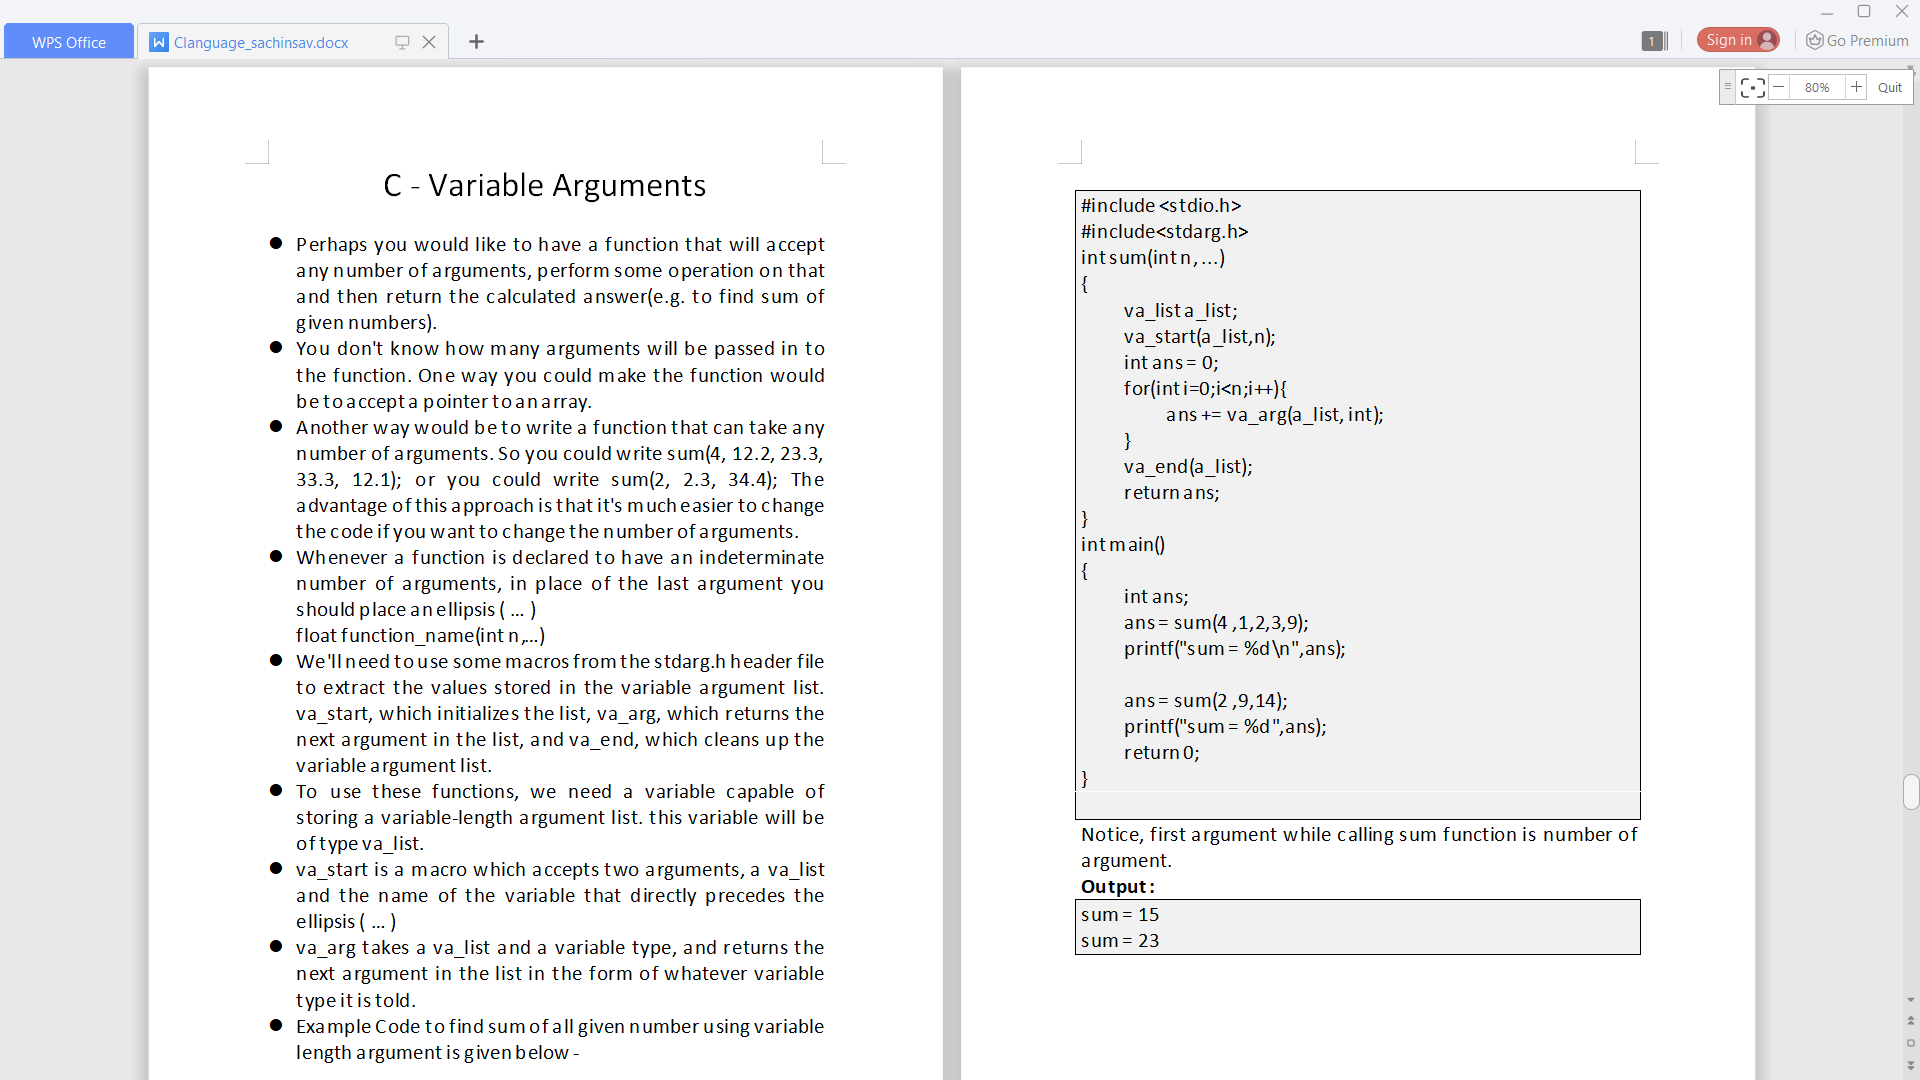 WPS Office
Clanguage_sachinsav.docx
1
Sign in
Go Premium
80%
Quit
C - Variable Arguments
● Perhaps you would like to have a function that will accept
any number of arguments, perform some operation on that
and then return the calculated answer(e.g. to find sum of
given numbers).
● You don't know how many arguments will be passed in to
the function. One way you could make the function would
be to accept a pointer to an array.
● Another way would be to write a function that can take any
number of arguments. So you could write sum(4, 12.2, 23.3,
33.3, 12.1); or you could write sum(2, 2.3, 34.4); The
advantage of this approach is that it's much easier to change
the code if you want to change the number of arguments.
● Whenever a function is declared to have an indeterminate
number of arguments, in place of the last argument you
should place an ellipsis ( ... )
float function_name(int n,...)
● We'll need to use some macros from the stdarg.h header file
to extract the values stored in the variable argument list.
va_start, which initializes the list, va_arg, which returns the
next argument in the list, and va_end, which cleans up the
variable argument list.
● To use these functions, we need a variable capable of
storing a variable-length argument list. this variable will be
of type va_list.
● va_start is a macro which accepts two arguments, a va_list
and the name of the variable that directly precedes the
ellipsis ( ... )
● va_arg takes a va_list and a variable type, and returns the
next argument in the list in the form of whatever variable
type it is told.
● Example Code to find sum of all given number using variable
length argument is given below -
#include <stdio.h>
#include<stdarg.h>
int sum(int n, ...)
{
va_list a_list;
va_start(a_list,n);
int ans = 0;
for(int i=0;i<n;i++){
ans += va_arg(a_list, int);
}
va_end(a_list);
return ans;
}
int main()
{
int ans;
ans = sum(4 ,1,2,3,9);
printf("sum = %d\n",ans);
ans = sum(2 ,9,14);
printf("sum = %d",ans);
return 0;
}
Notice, first argument while calling sum function is number of
argument.
Output :
sum = 15
sum = 23